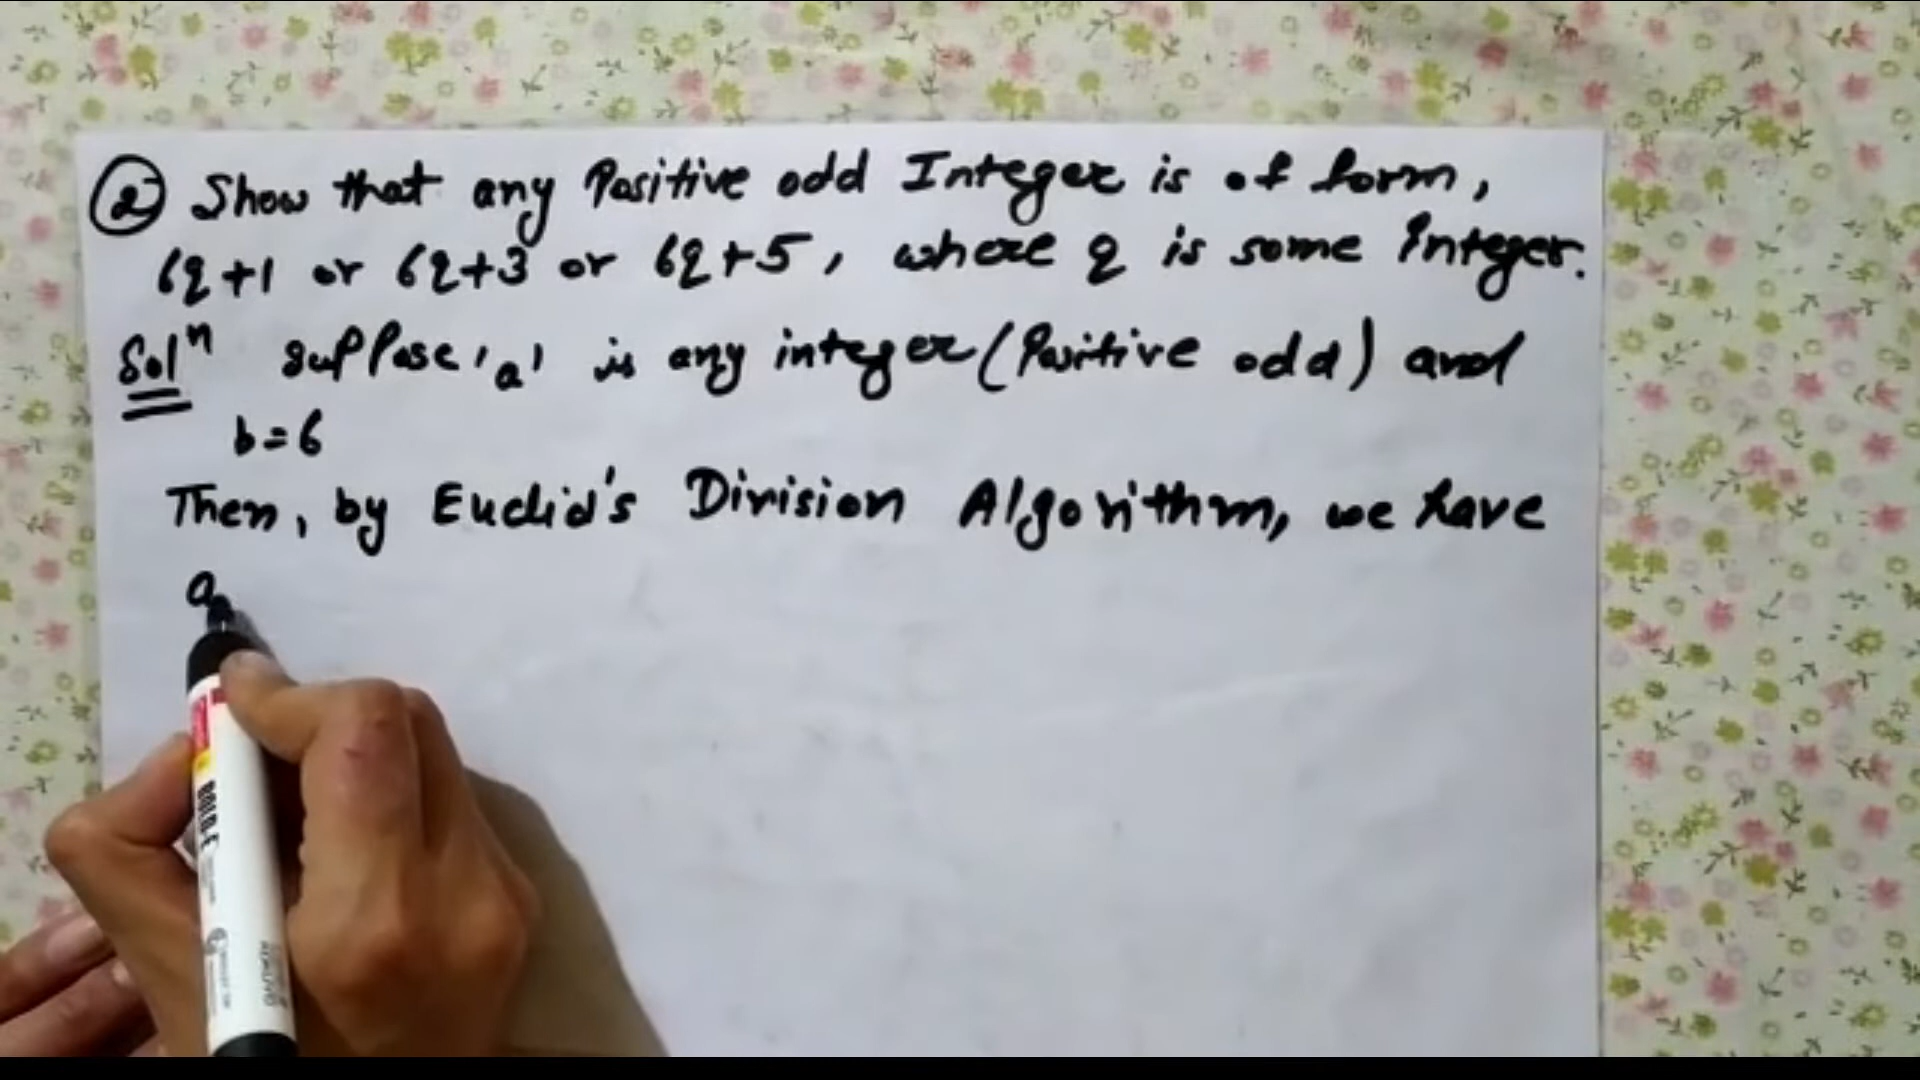 ② Show that any Positive odd Integer is of form,
6q+1 or 6q+3 or 6q+5, where q is some Integer.
Solⁿ Suppose 'a' is any integer (Positive odd) and
b=6
Then, by Euclid's Division Algorithm, we have
a